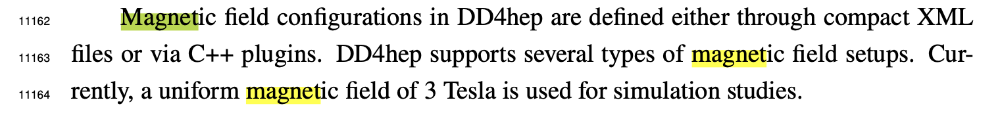 11162 Magnetic field configurations in DD4hep are defined either through compact XML
11163 files or via C++ plugins. DD4hep supports several types of magnetic field setups. Cur-
11164 rently, a uniform magnetic field of 3 Tesla is used for simulation studies.